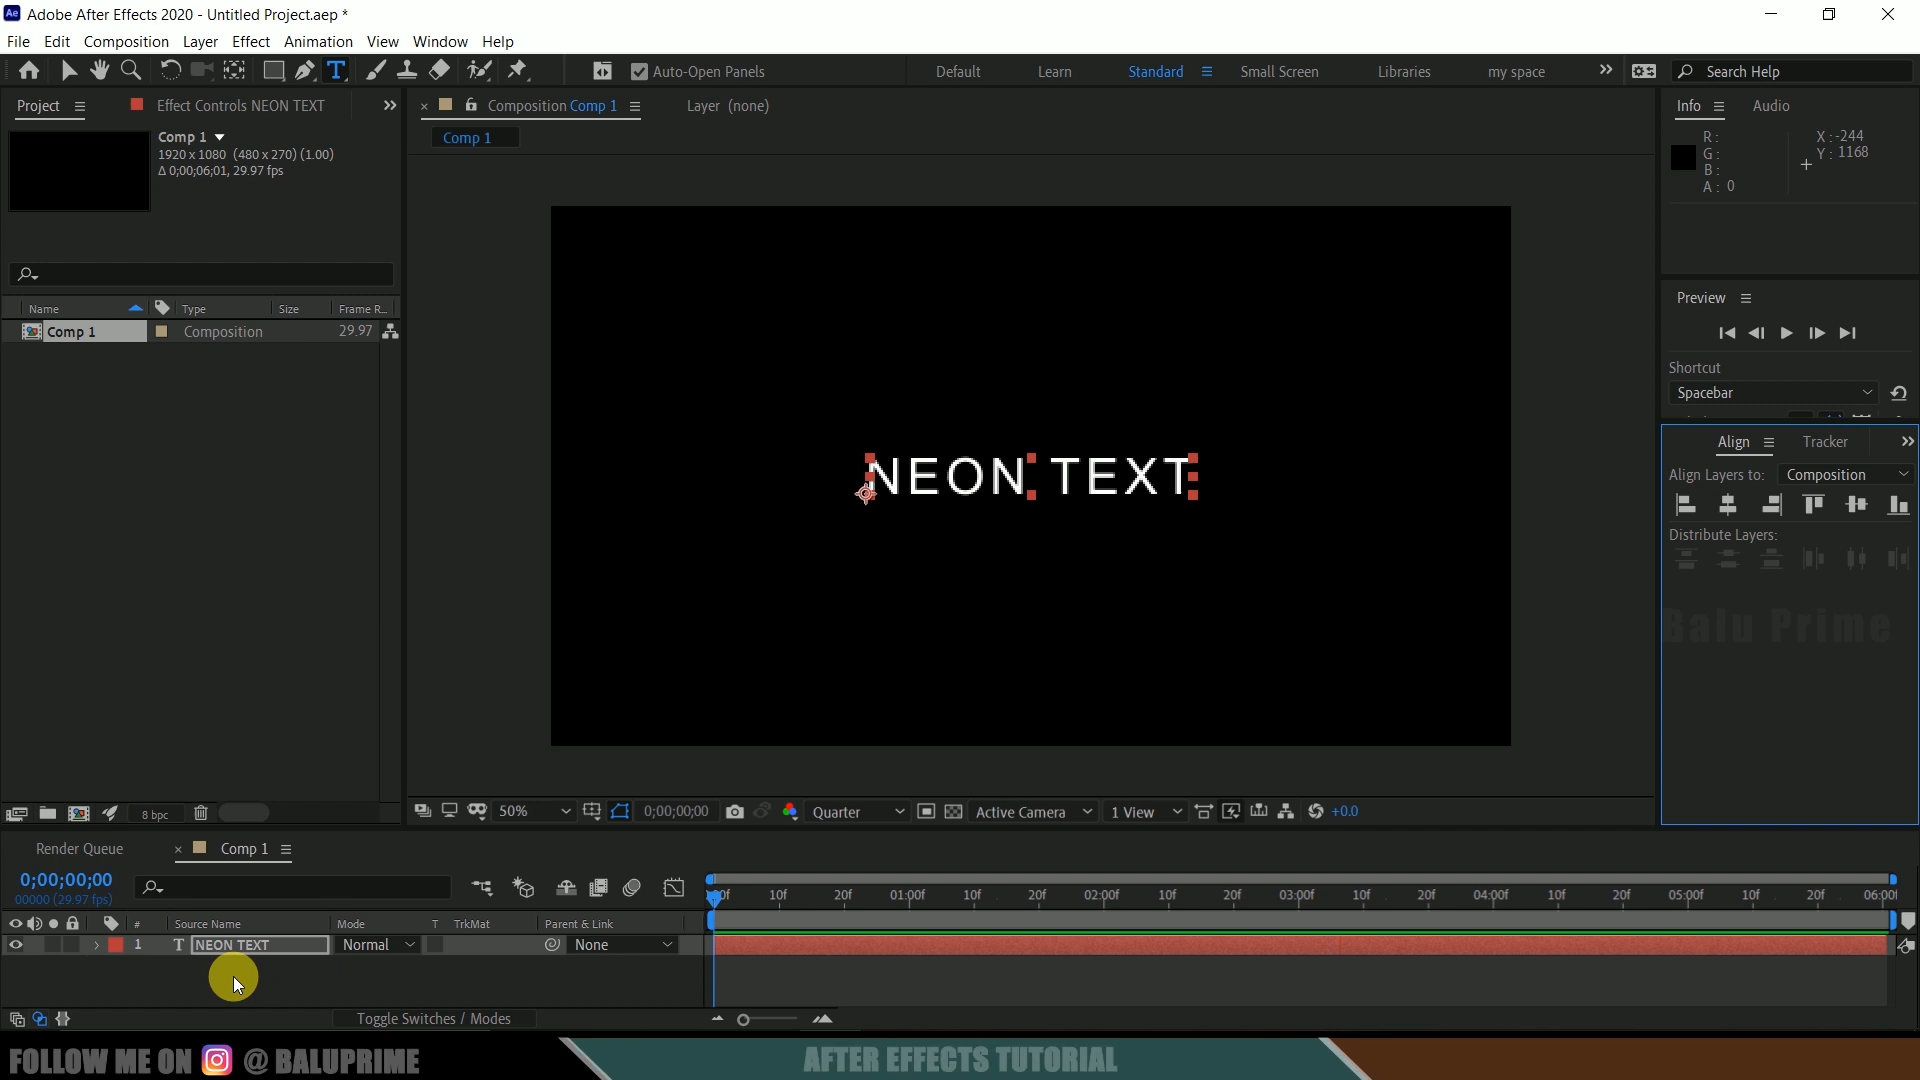 Ae Adobe After Effects 2020 - Untitled Project.aep *
File Edit Composition Layer Effect Animation View Window Help
T Auto-Open Panels Default Learn Standard Small Screen Libraries my space Search Help
Project Effect Controls NEON TEXT Composition Comp 1 Layer (none) Info Audio
Comp 1
1920 x 1080 (480 x 270) (1.00)
Δ 0;00;06;01, 29.97 fps
Comp 1
R:
G:
B:
A: 0
X: -244
Y: 1168
Name Type Size Frame R...
Comp 1 Composition 29.97
NEON TEXT
Preview
Shortcut
Spacebar
Align Tracker
Align Layers to: Composition
Distribute Layers:
Balu Prime
8 bpc 50% 0;00;00;00 Quarter Active Camera 1 View +0.0
Render Queue Comp 1
0;00;00;00
00000 (29.97 fps)
10f 20f 01:00f 10f 20f 02:00f 10f 20f 03:00f 10f 20f 04:00f 10f 20f 05:00f 10f 20f 06:00f
# Source Name Mode T TrkMat Parent & Link
1 T NEON TEXT Normal None
Toggle Switches / Modes
FOLLOW ME ON @ BALUPRIME AFTER EFFECTS TUTORIAL